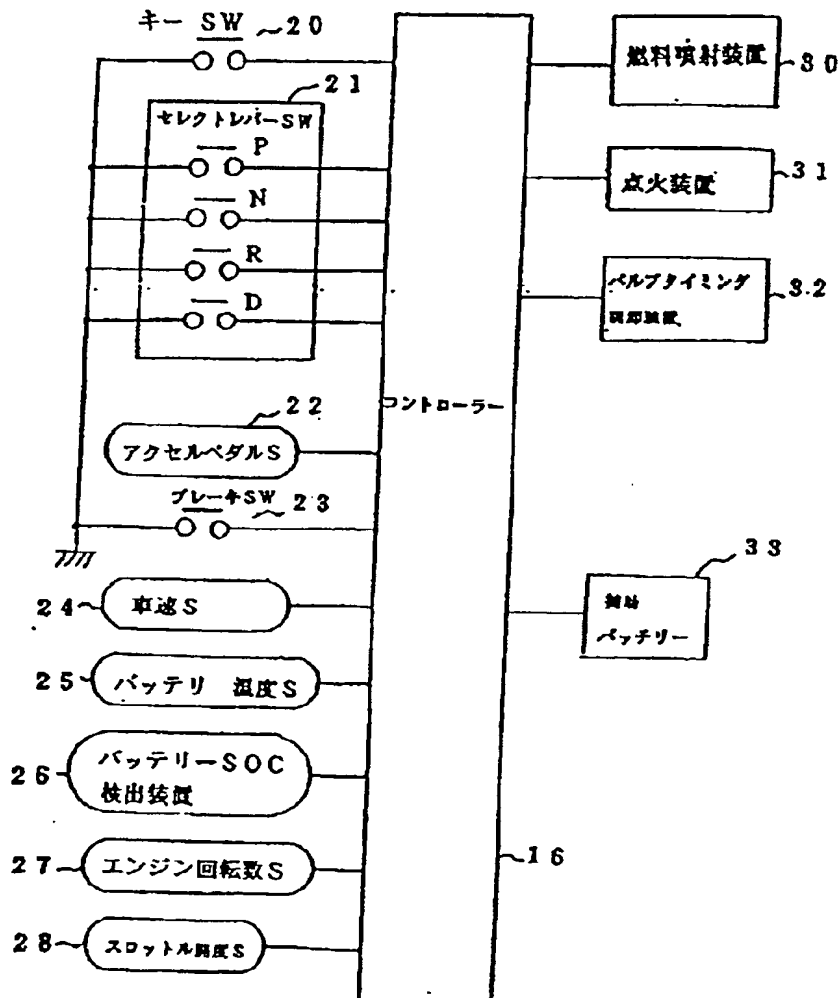 キー SW 20
21
セレクトレバーSW
P
N
R
D
22
アクセルペダルS
ブレーキSW 23
24 車速S
25 バッテリ 温度S
26 バッテリーSOC
検出装置
27 エンジン回転数S
28 スロットル開度S
コントローラー
16
燃料噴射装置 30
点火装置 31
バルブタイミング 32
装置
33
補助
バッテリー